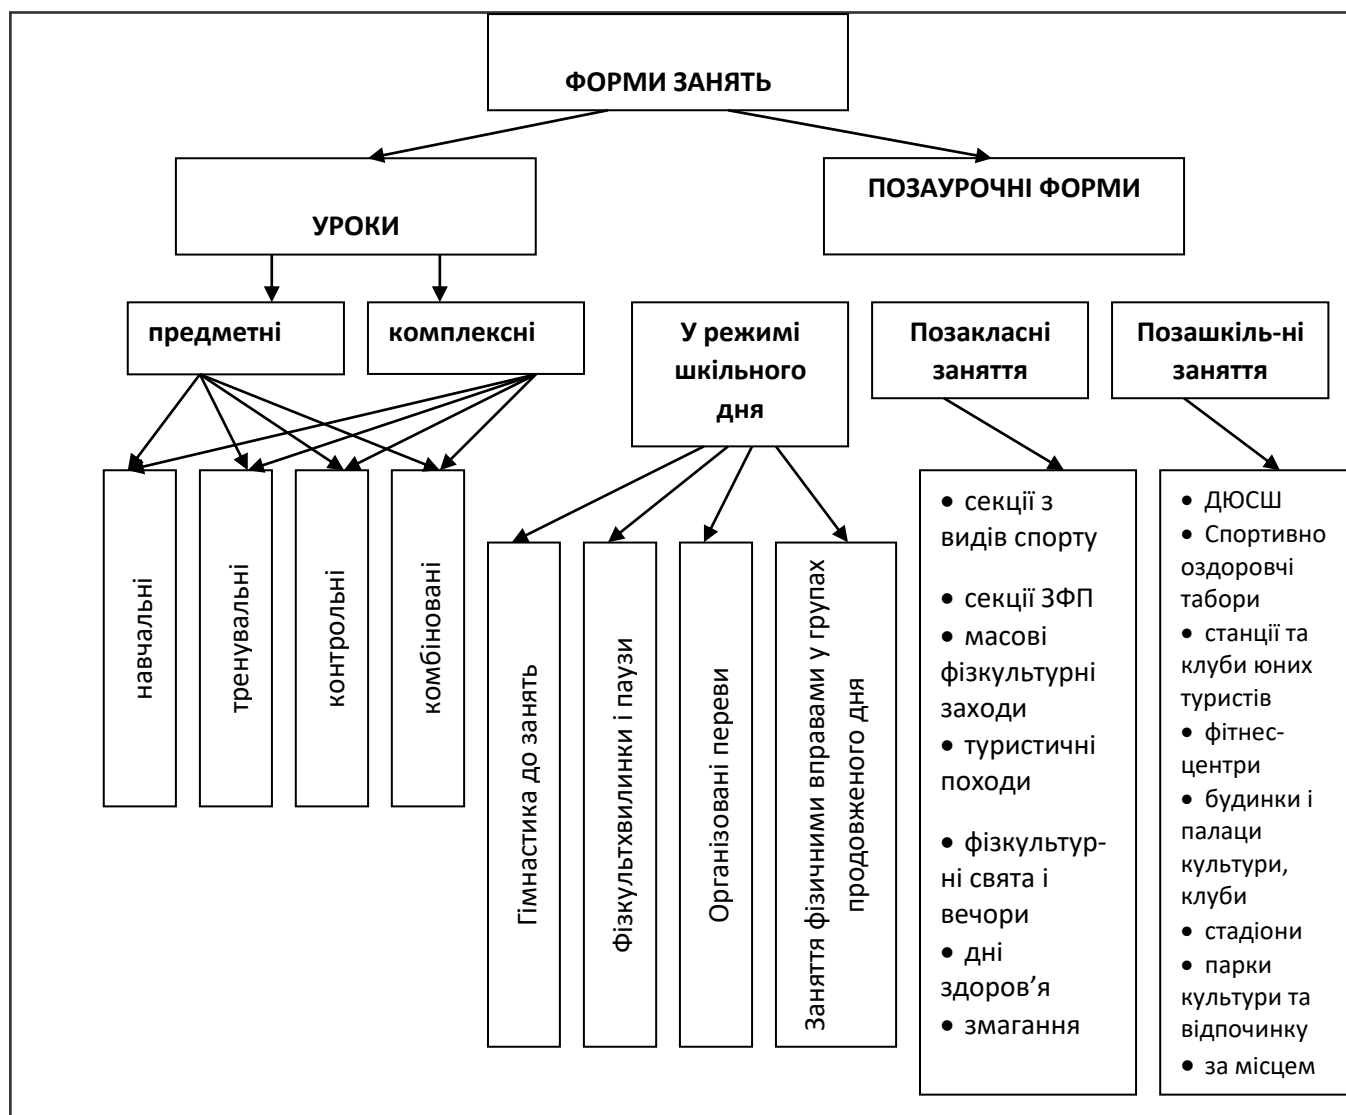 ФОРМИ ЗАНЯТЬ
УРОКИ
ПОЗАУРОЧНІ ФОРМИ
предметні
комплексні
У режимі
шкільного
дня
Позакласні
заняття
Позашкіль-ні
заняття
навчальні
тренувальні
контрольні
комбіновані
Гімнастика до занять
Фізкультхвилинки і паузи
Організовані переви
Заняття фізичними вправами у групах
продовженого дня
• секції з
видів спорту
• секції ЗФП
• масові
фізкультурні
заходи
• туристичні
походи
• фізкультур-
ні свята і
вечори
• дні
здоров’я
• змагання
• ДЮСШ
• Спортивно
оздоровчі
табори
• станції та
клуби юних
туристів
• фітнес-
центри
• будинки і
палаци
культури,
клуби
• стадіони
• парки
культури та
відпочинку
• за місцем